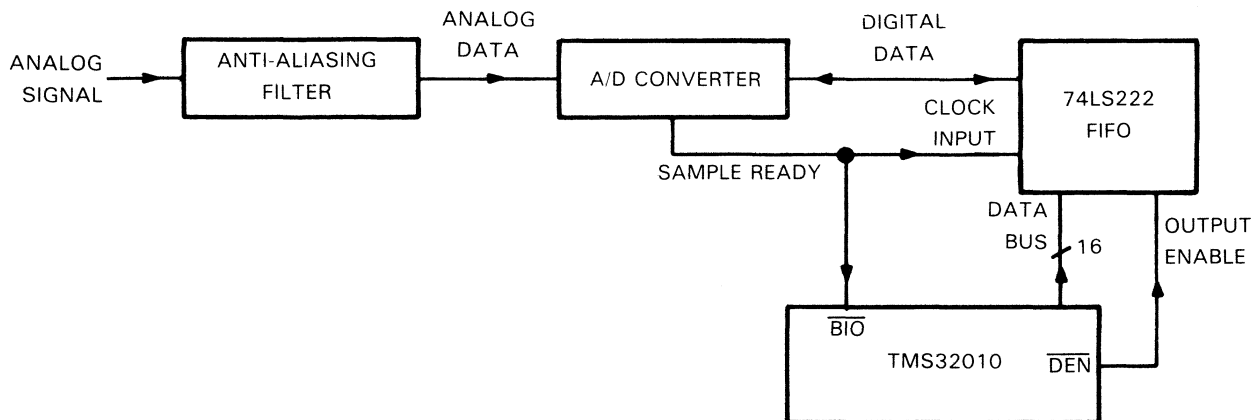 ANALOG
SIGNAL
ANTI-ALIASING
FILTER
ANALOG
DATA
A/D CONVERTER
DIGITAL
DATA
74LS222
FIFO
CLOCK
INPUT
SAMPLE READY
DATA
BUS
16
OUTPUT
ENABLE
BIO
TMS32010
DEN